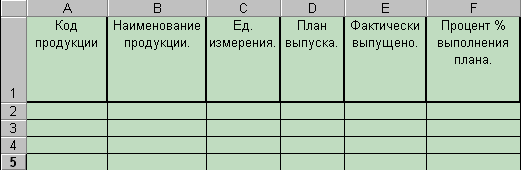 A B C D E F
1 Код продукции Наименование продукции. Ед. измерения. План выпуска. Фактически выпущено. Процент % выполнения плана.
2
3
4
5